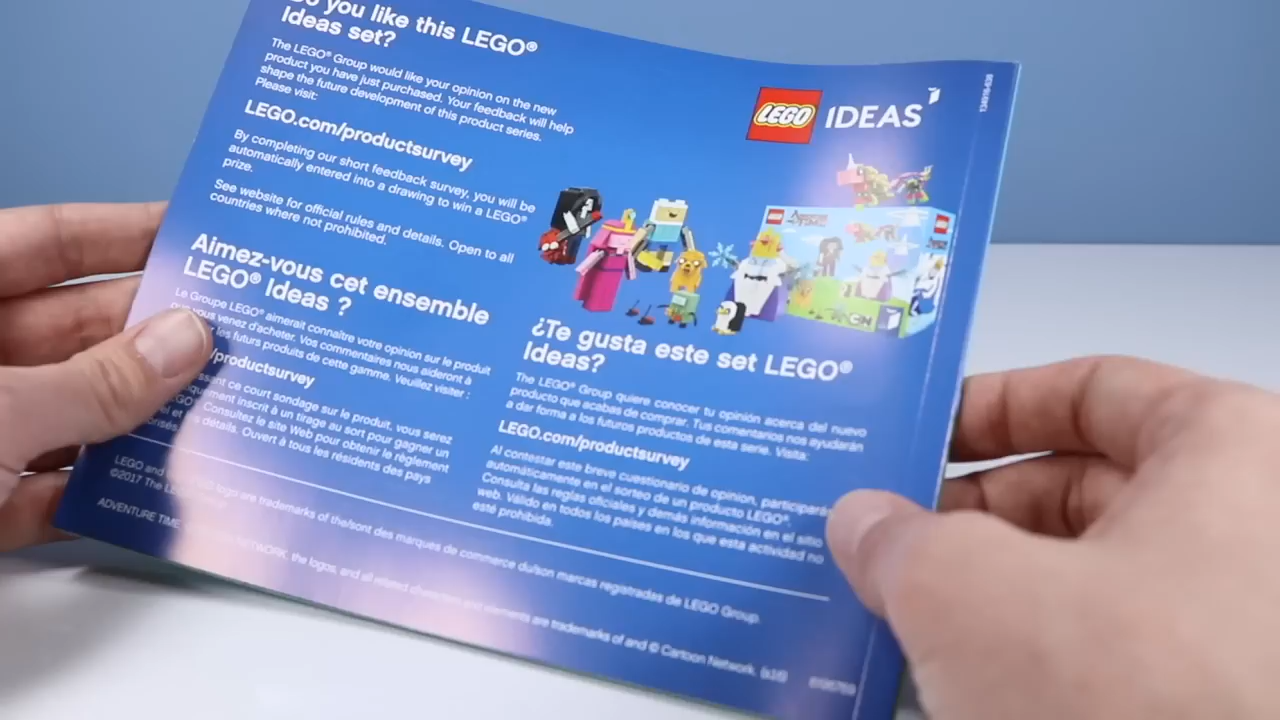 Do you like this LEGO®
Ideas set?
The LEGO® Group would like your opinion on the new
product you have just purchased. Your feedback will help
shape the future development of this product series.
Please visit:
LEGO.com/productsurvey
By completing our short feedback survey, you will be
automatically entered into a drawing to win a LEGO®
prize.
See website for official rules and details. Open to all
countries where not prohibited.
Aimez-vous cet ensemble
LEGO® Ideas ?
Le Groupe LEGO® aimerait connaître votre opinion sur le produit
que vous venez d'acheter. Vos commentaires nous aideront à
les futurs produits de cette gamme. Veuillez visiter :
/productsurvey
ce court sondage sur le produit, vous serez
inscrit à un tirage au sort pour gagner un
Consultez le site Web pour obtenir le règlement
et les détails. Ouvert à tous les résidents des pays
LEGO IDEAS
LEGO
ADVENTURE TIME
CN
¿Te gusta este set LEGO®
Ideas?
The LEGO® Group quiere conocer tu opinión acerca del nuevo
producto que acabas de comprar. Tus comentarios nos ayudarán
a dar forma a los futuros productos de esta serie. Visita:
LEGO.com/productsurvey
Al contestar este breve cuestionario de opinión, participarás
automáticamente en el sorteo de un producto LEGO®.
Consulta las reglas oficiales y demás información en el sitio
web. Válido en todos los países en los que esta actividad no
esté prohibida.
LEGO and logo are trademarks of the/sont des marques de commerce du/son marcas registradas de LEGO Group.
©2017 The
ADVENTURE TIME NETWORK, the logos, and all related characters and elements are trademarks of and © Cartoon Network. (s16)